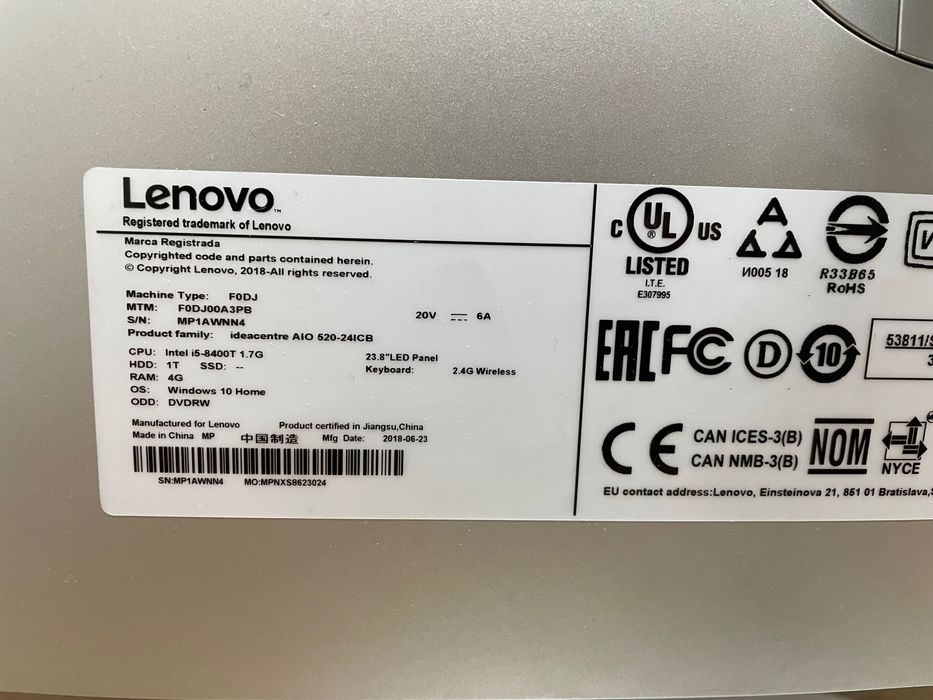 Lenovo™
Registered trademark of Lenovo
Marca Registrada
Copyrighted code and parts contained herein.
© Copyright Lenovo, 2018-All rights reserved.
Machine Type: F0DJ
MTM: F0DJ00A3PB
S/N: MP1AWNN4
20V ⎓ 6A
Product family: ideacentre AIO 520-24ICB
CPU: Intel i5-8400T 1.7G
HDD: 1T SSD: --
RAM: 4G
OS: Windows 10 Home
ODD: DVDRW
23.8"LED Panel
Keyboard: 2.4G Wireless
Manufactured for Lenovo Product certified in Jiangsu,China
Made in China MP 中国制造 Mfg Date: 2018-06-23
SN:MP1AWNN4 MO:MPNXS8623024
C UL US
®
LISTED
I.T.E.
E307995
И005 18
R33B65
RoHS
EAC FC D 10
53811/
CE
CAN ICES-3(B)
CAN NMB-3(B)
NOM
NYCE
EU contact address:Lenovo, Einsteinova 21, 851 01 Bratislava,